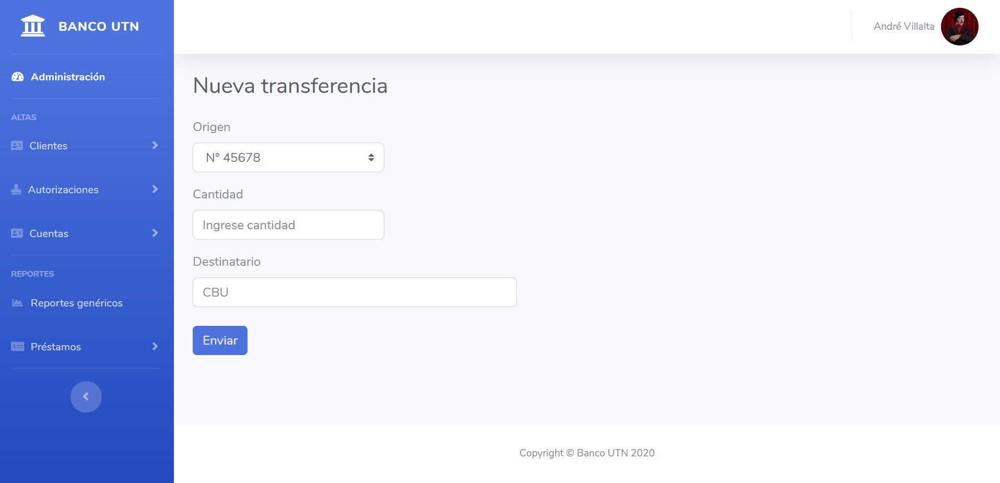 BANCO UTN
André Villalta
Administración
ALTAS
Clientes
Autorizaciones
Cuentas
REPORTES
Reportes genéricos
Préstamos
Nueva transferencia
Origen
N° 45678
Cantidad
Ingrese cantidad
Destinatario
CBU
Enviar
Copyright © Banco UTN 2020